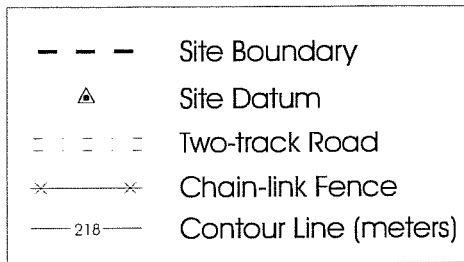 Site Boundary
Site Datum
Two-track Road
Chain-link Fence
218 Contour Line (meters)